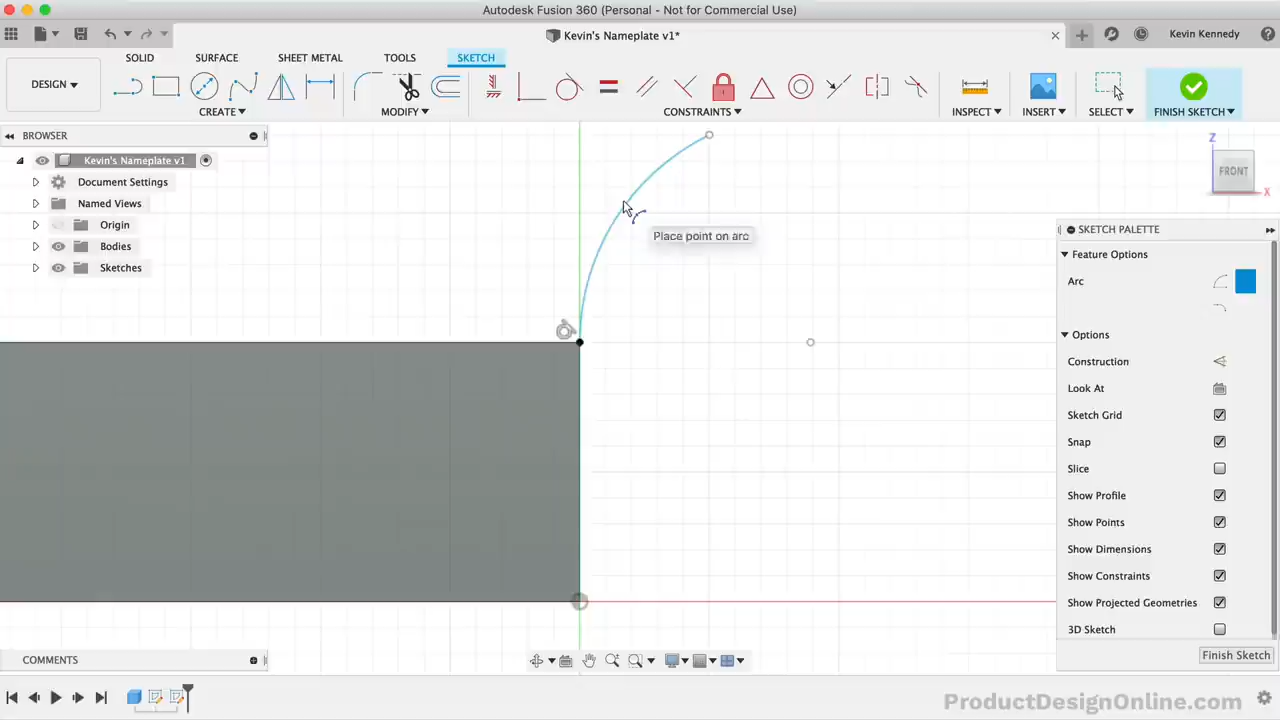 Autodesk Fusion 360 (Personal - Not for Commercial Use)
Kevin's Nameplate v1*
Kevin Kennedy
SOLID SURFACE SHEET METAL TOOLS SKETCH
DESIGN
CREATE MODIFY CONSTRAINTS INSPECT INSERT SELECT FINISH SKETCH
BROWSER
Kevin's Nameplate v1
Document Settings
Named Views
Origin
Bodies
Sketches
Place point on arc
Z
FRONT
X
SKETCH PALETTE
Feature Options
Arc
Options
Construction
Look At
Sketch Grid
Snap
Slice
Show Profile
Show Points
Show Dimensions
Show Constraints
Show Projected Geometries
3D Sketch
Finish Sketch
COMMENTS
ProductDesignOnline.com